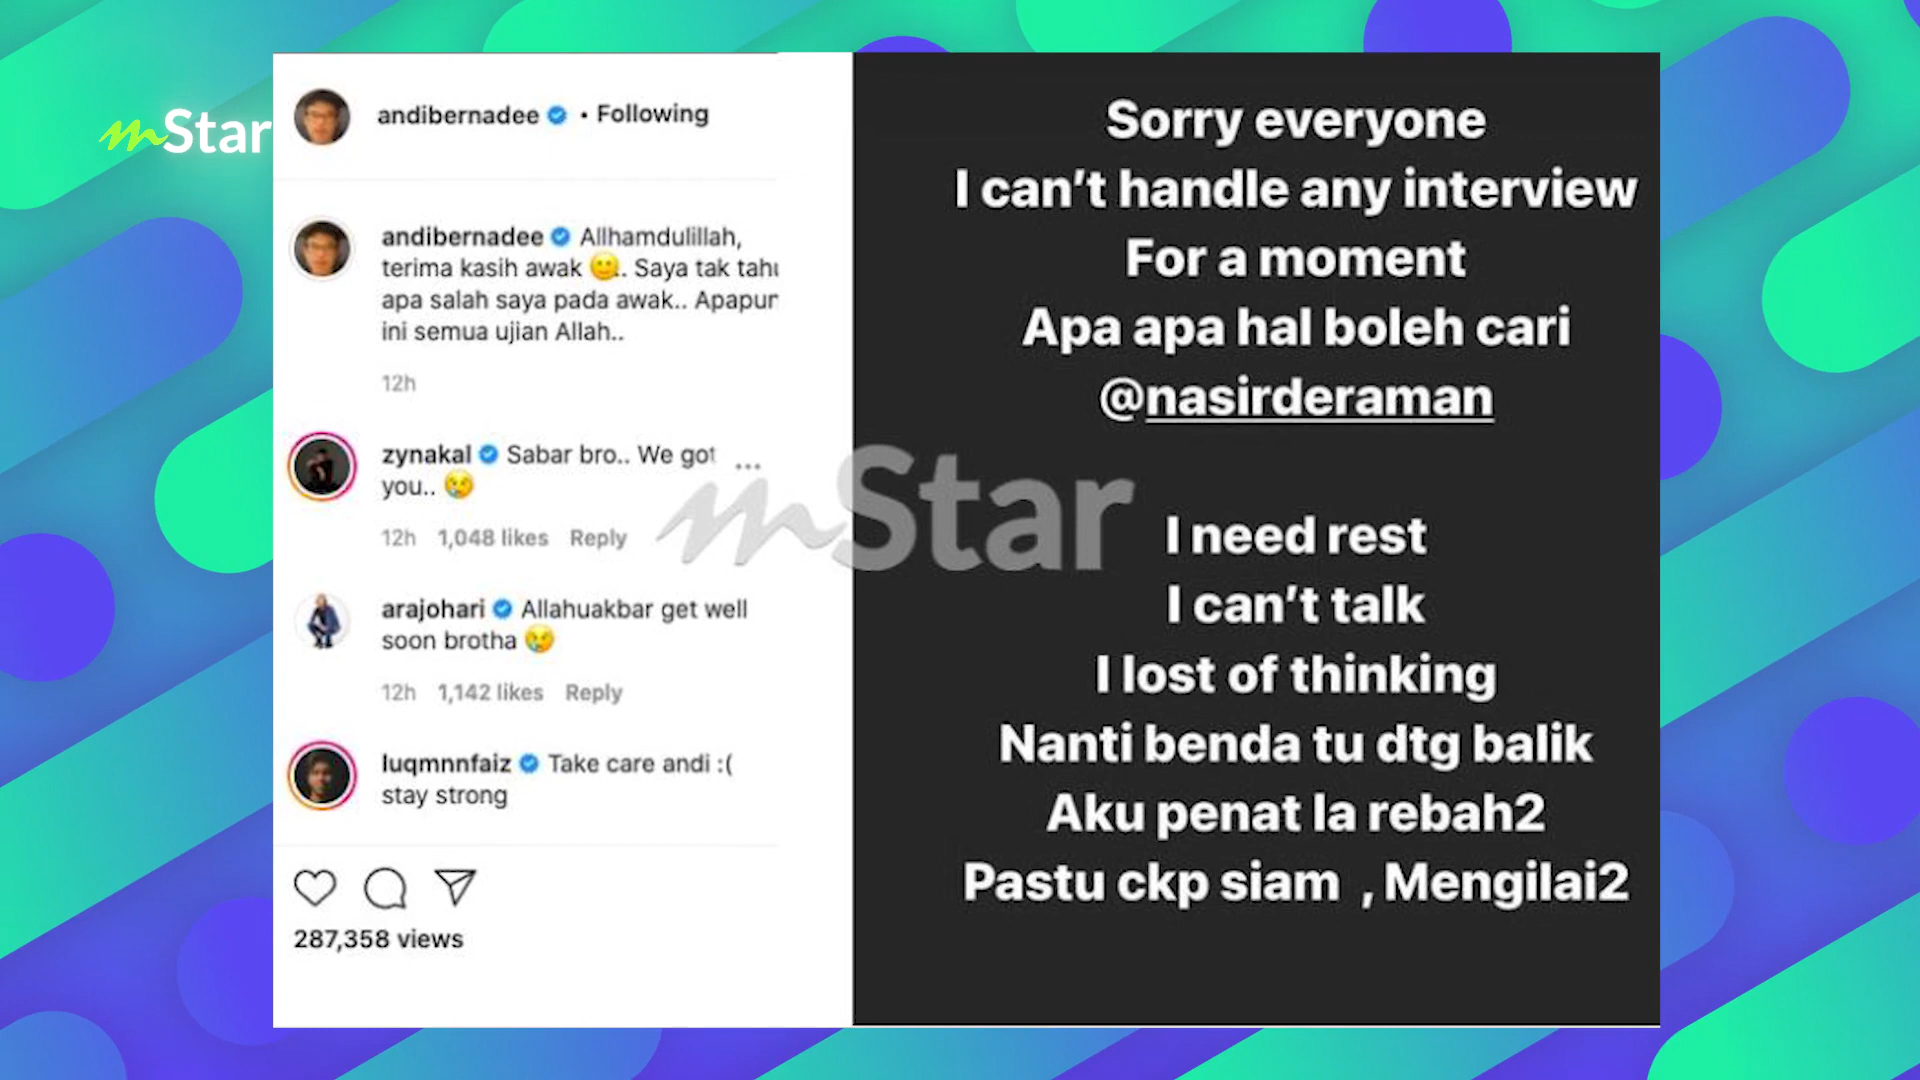 mStar
andibernadee • Following
andibernadee Allhamdulillah,
terima kasih awak 🙂.. Saya tak tahu
apa salah saya pada awak.. Apapun
ini semua ujian Allah..
12h
zynakal Sabar bro.. We got
you.. 😢
12h 1,048 likes Reply
arajohari Allahuakbar get well
soon brotha 😢
12h 1,142 likes Reply
luqmnnfaiz Take care andi :(
stay strong
287,358 views
mStar
Sorry everyone
I can't handle any interview
For a moment
Apa apa hal boleh cari
@nasirderaman
I need rest
I can't talk
I lost of thinking
Nanti benda tu dtg balik
Aku penat la rebah2
Pastu ckp siam , Mengilai2